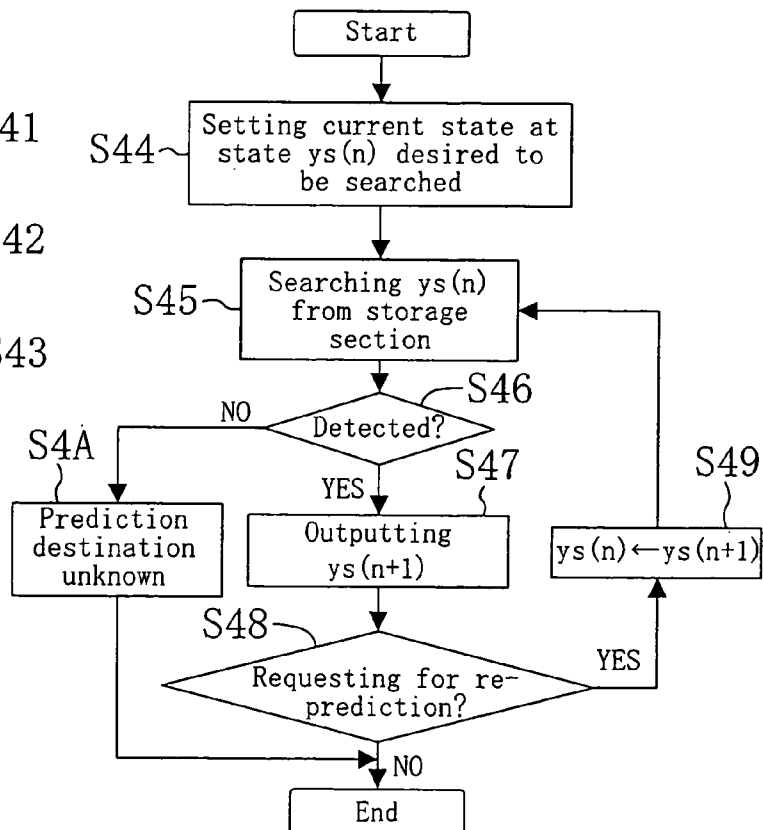 Start
41
S44
Setting current state at
state ys(n) desired to
be searched
42
S45
Searching ys(n)
from storage
section
43
S46
NO
Detected?
S4A
S47
S49
YES
Prediction
destination
unknown
Outputting
ys(n+1)
ys(n)←ys(n+1)
S48
YES
Requesting for re-
prediction?
NO
End